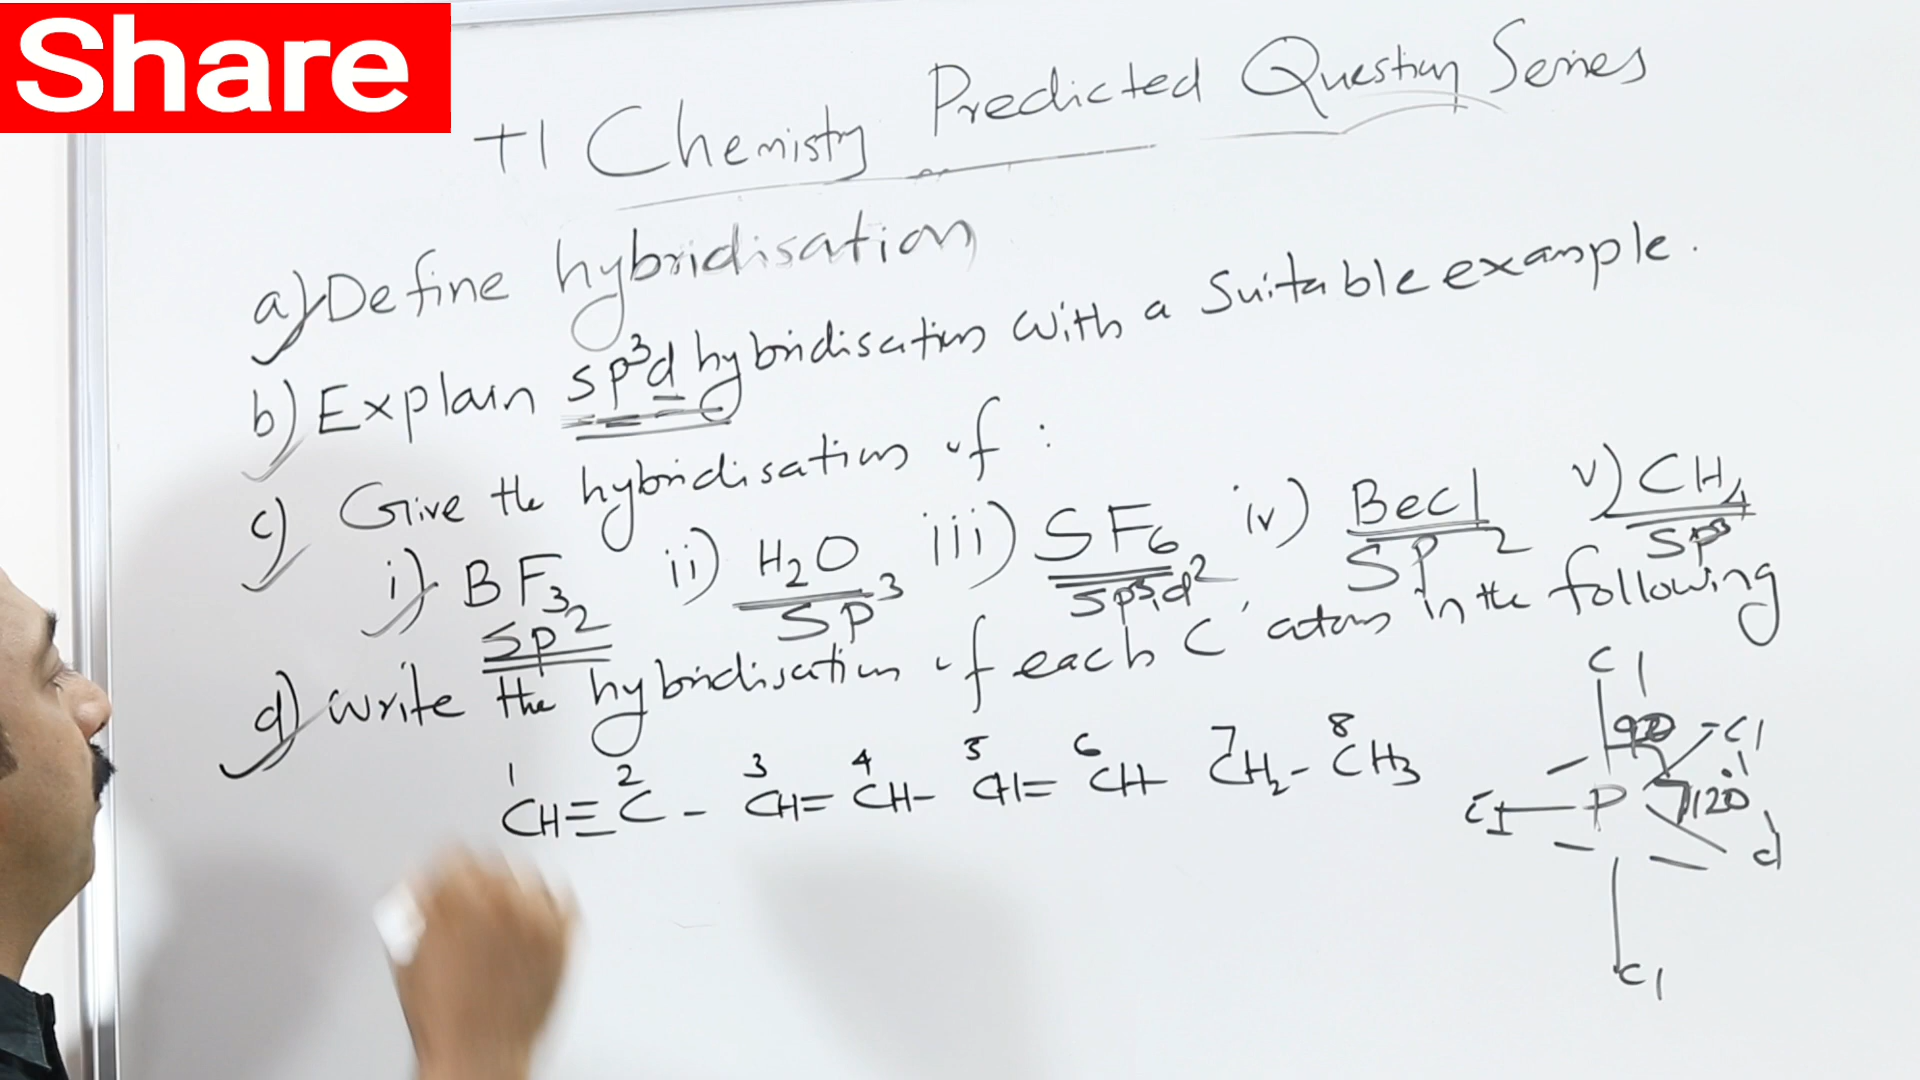 Share
+1 Chemistry Predicted Question Series
a) Define hybridisation
b) Explain sp³d hybridisation with a suitable example.
c) Give the hybridisation of :
i) BF₃ ii) H₂O iii) SF₆ iv) BeCl₂ v) CH₄
sp² sp³ sp³d² sp sp³
d) Write the hybridisation of each 'C' atom in the following
1 2 3 4 5 6 7 8
CH≡C - CH=CH- CH=CH- CH₂-CH₃
Cl
90 Cl
Cl P 120
Cl
Cl